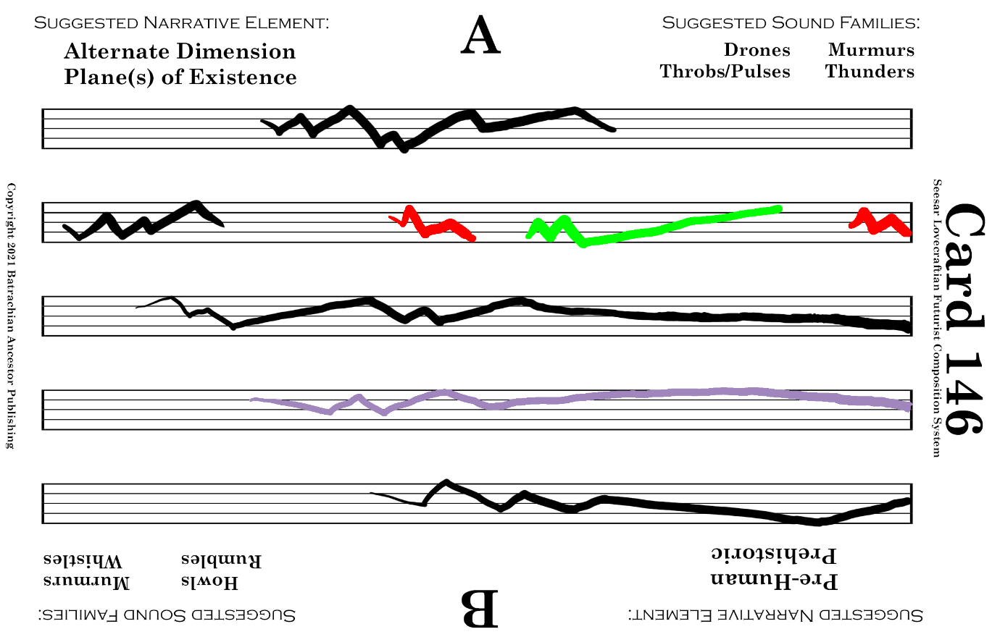 SUGGESTED NARRATIVE ELEMENT:
Alternate Dimension
Plane(s) of Existence
A
SUGGESTED SOUND FAMILIES:
Drones Murmurs
Throbs/Pulses Thunders
Copyright 2021 Batrachian Ancestor Publishing
Seesar Lovecraftian Futurist Composition System
Card 146
SUGGESTED NARRATIVE ELEMENT:
Pre-Human
Prehistoric
B
SUGGESTED SOUND FAMILIES:
Howls Murmurs
Rumbles Whistles